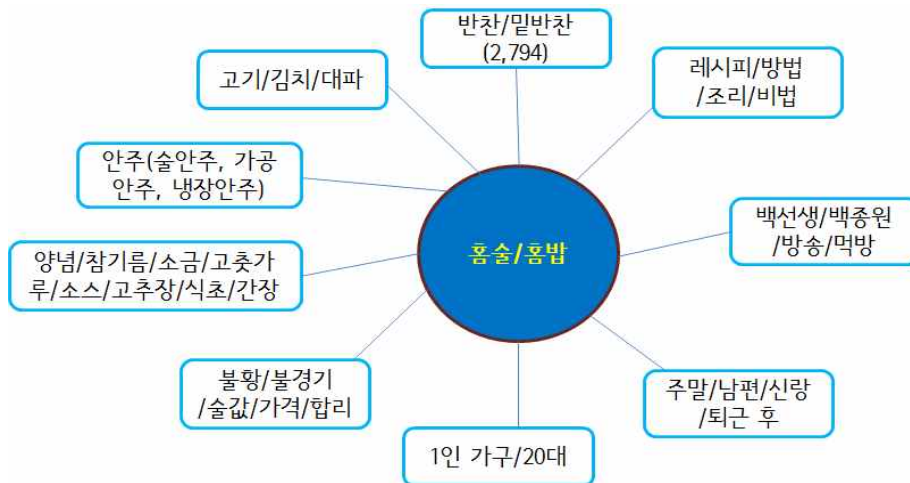 반찬/밑반찬
(2,794)
고기/김치/대파
레시피/방법
/조리/비법
안주(술안주, 가공
안주, 냉장안주)
백선생/백종원
/방송/먹방
홈술/홈밥
양념/참기름/소금/고춧가
루/소스/고추장/식초/간장
불황/불경기
/술값/가격/합리
주말/남편/신랑
/퇴근 후
1인 가구/20대